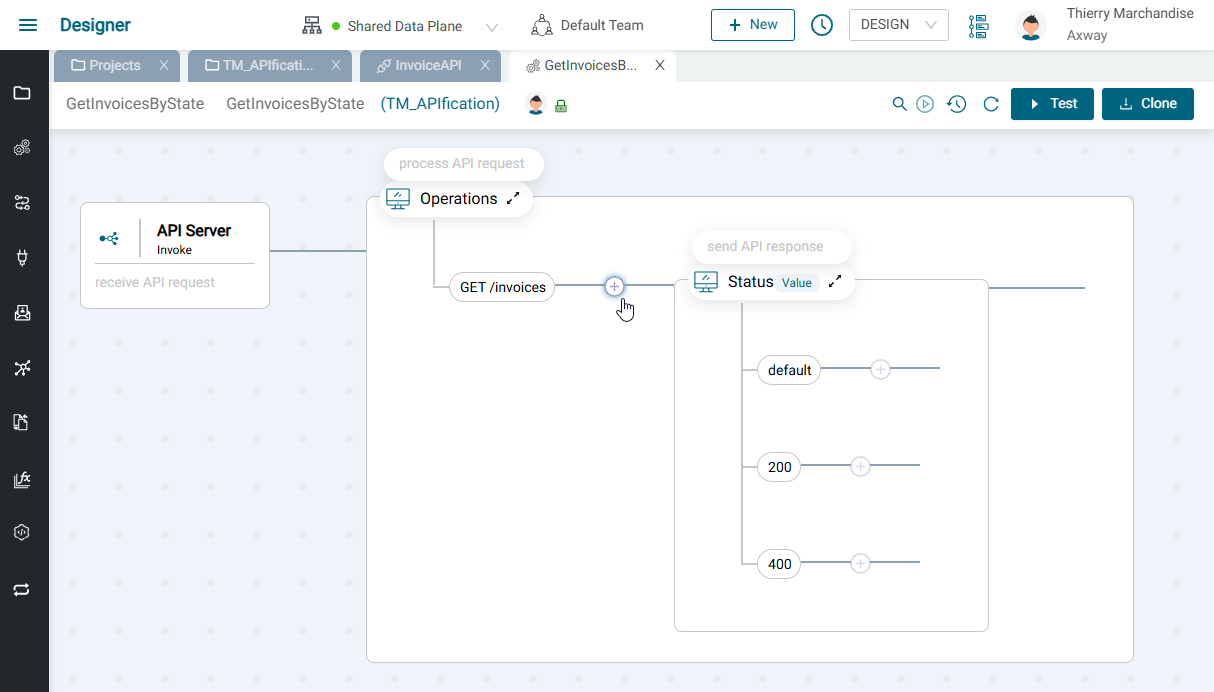 Designer
Shared Data Plane
Default Team
+ New
DESIGN
Thierry Marchandise
Axway
Projects X
TM_APIficati... X
InvoiceAPI X
GetInvoicesB... X
GetInvoicesByState GetInvoicesByState (TM_APIfication)
Test
Clone
process API request
Operations
API Server
Invoke
receive API request
send API response
Status Value
GET /invoices
default
200
400